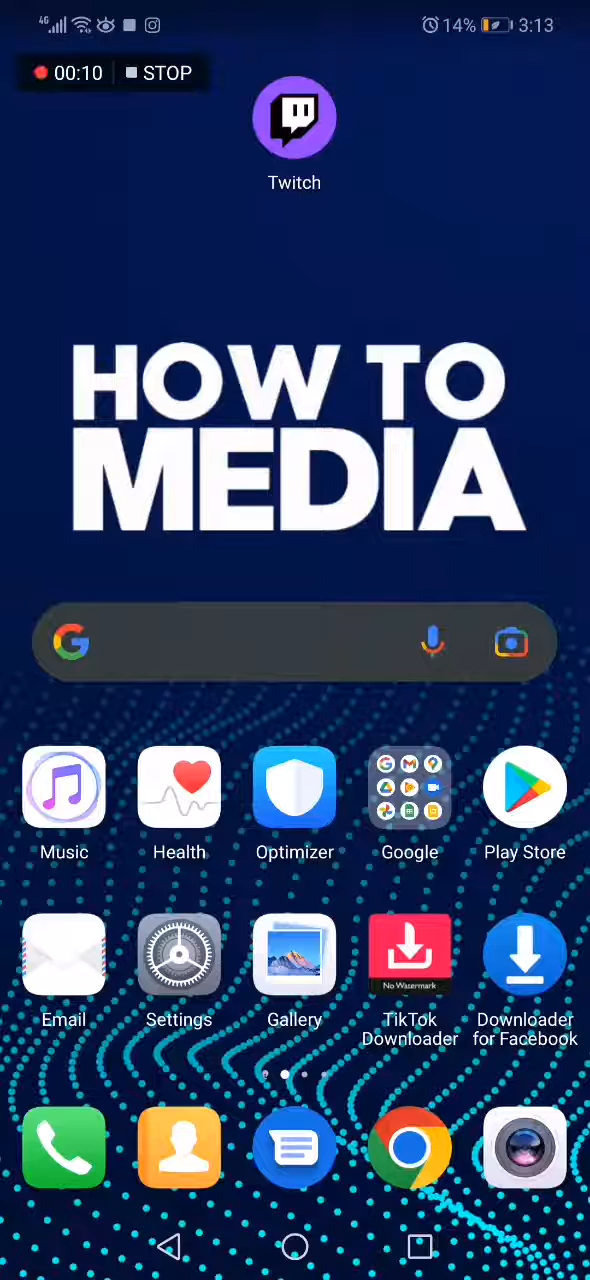 4G 14% 3:13
00:10 STOP
Twitch
HOW TO
MEDIA
Music Health Optimizer Google Play Store
No Watermark
Email Settings Gallery TikTok Downloader Downloader for Facebook